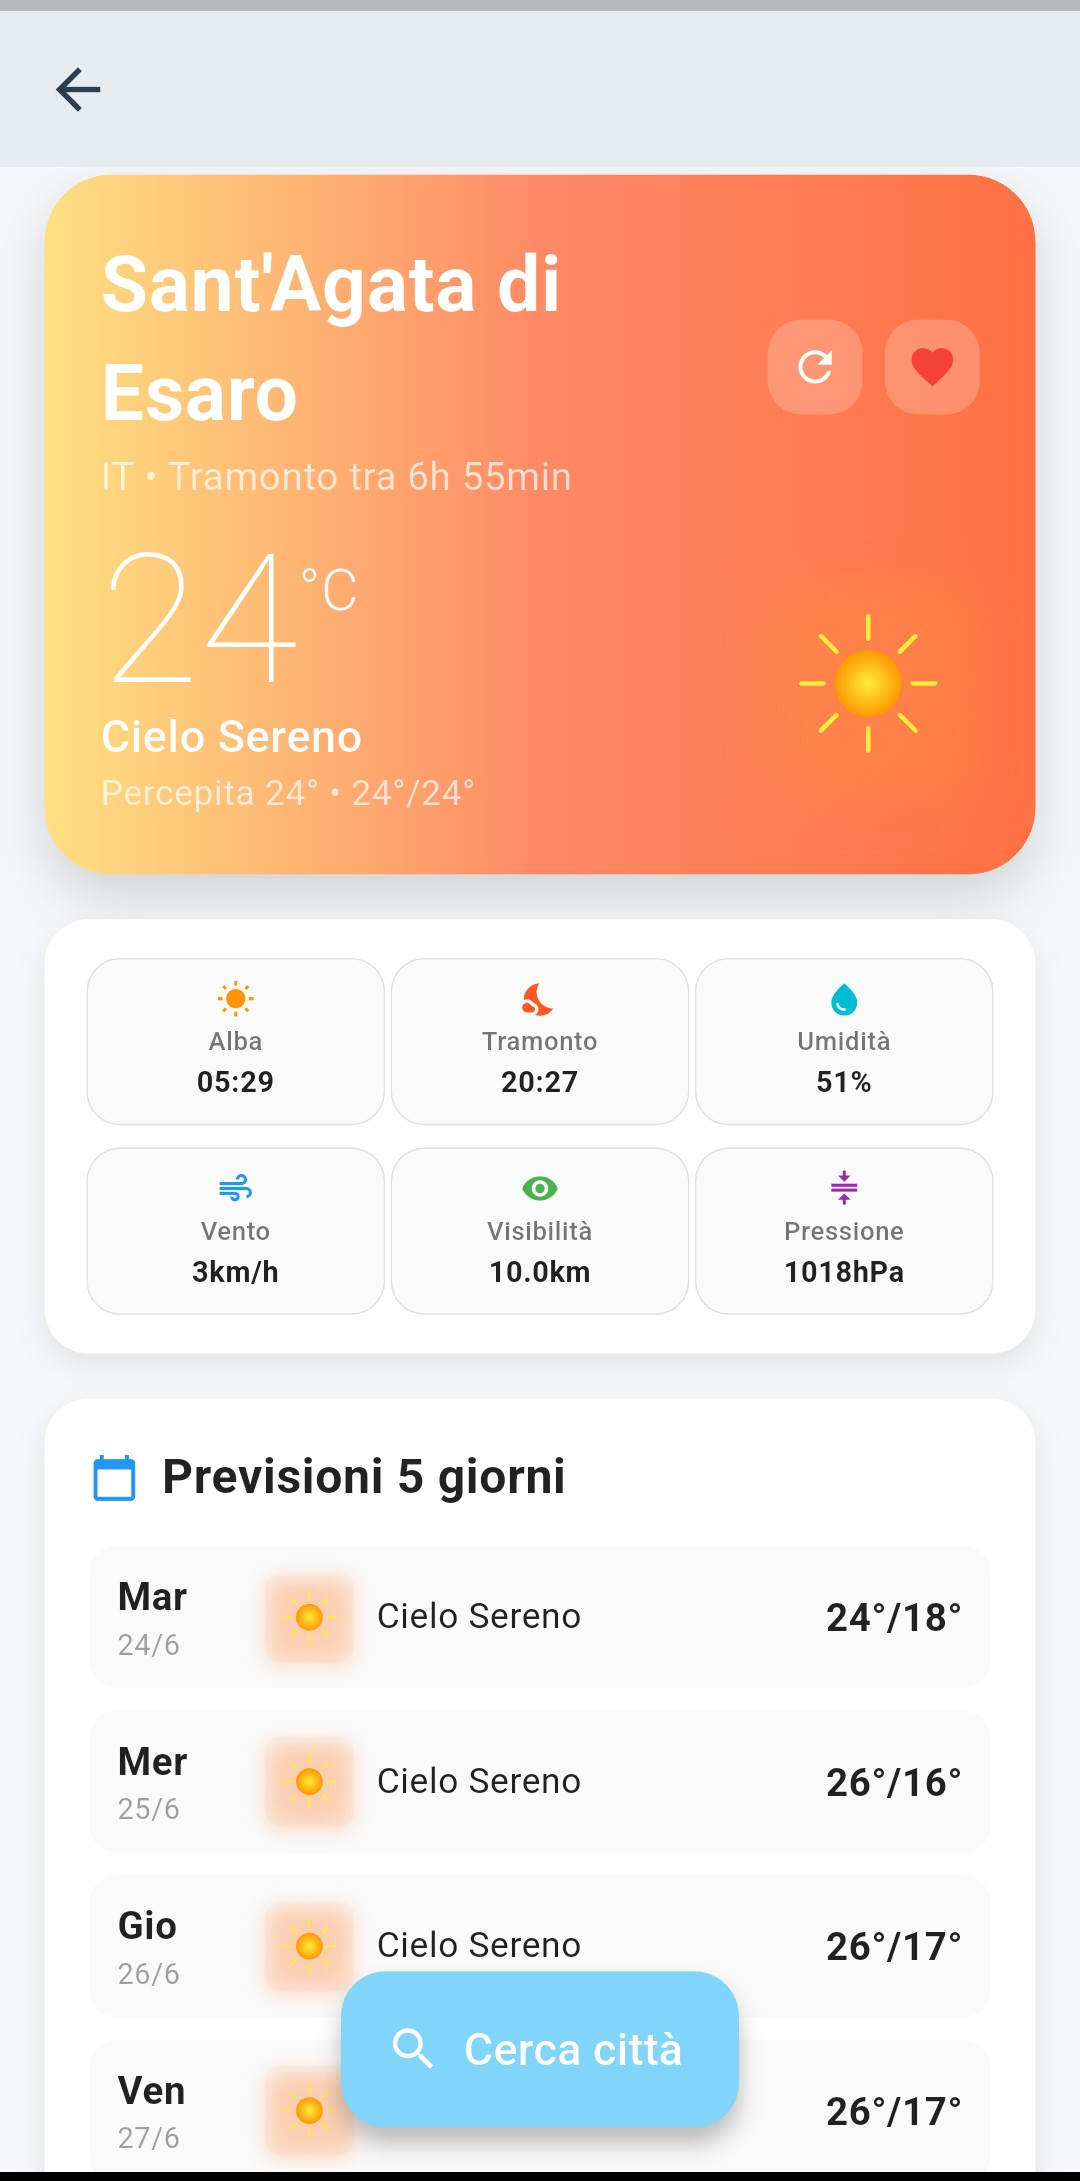 Sant'Agata di
Esaro
IT • Tramonto tra 6h 55min
24°C
Cielo Sereno
Percepita 24° • 24°/24°
Alba
05:29
Tramonto
20:27
Umidità
51%
Vento
3km/h
Visibilità
10.0km
Pressione
1018hPa
Previsioni 5 giorni
Mar
24/6
Cielo Sereno
24°/18°
Mer
25/6
Cielo Sereno
26°/16°
Gio
26/6
Cielo Sereno
26°/17°
Ven
27/6
26°/17°
Cerca città